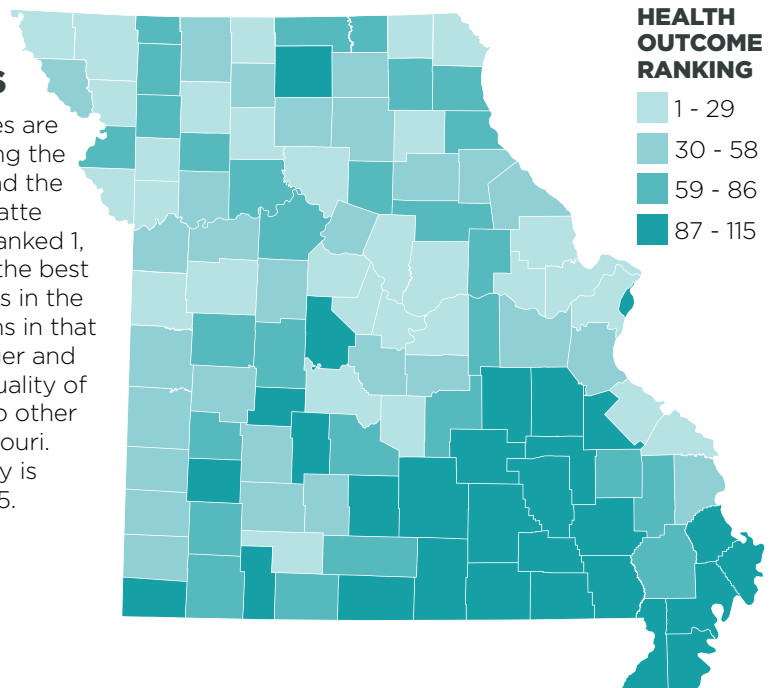 S
es are
ng the
nd the
atte
anked 1,
the best
s in the
ns in that
er and
uality of
o other
ouri.
y is
5.
HEALTH
OUTCOME
RANKING
1 - 29
30 - 58
59 - 86
87 - 115